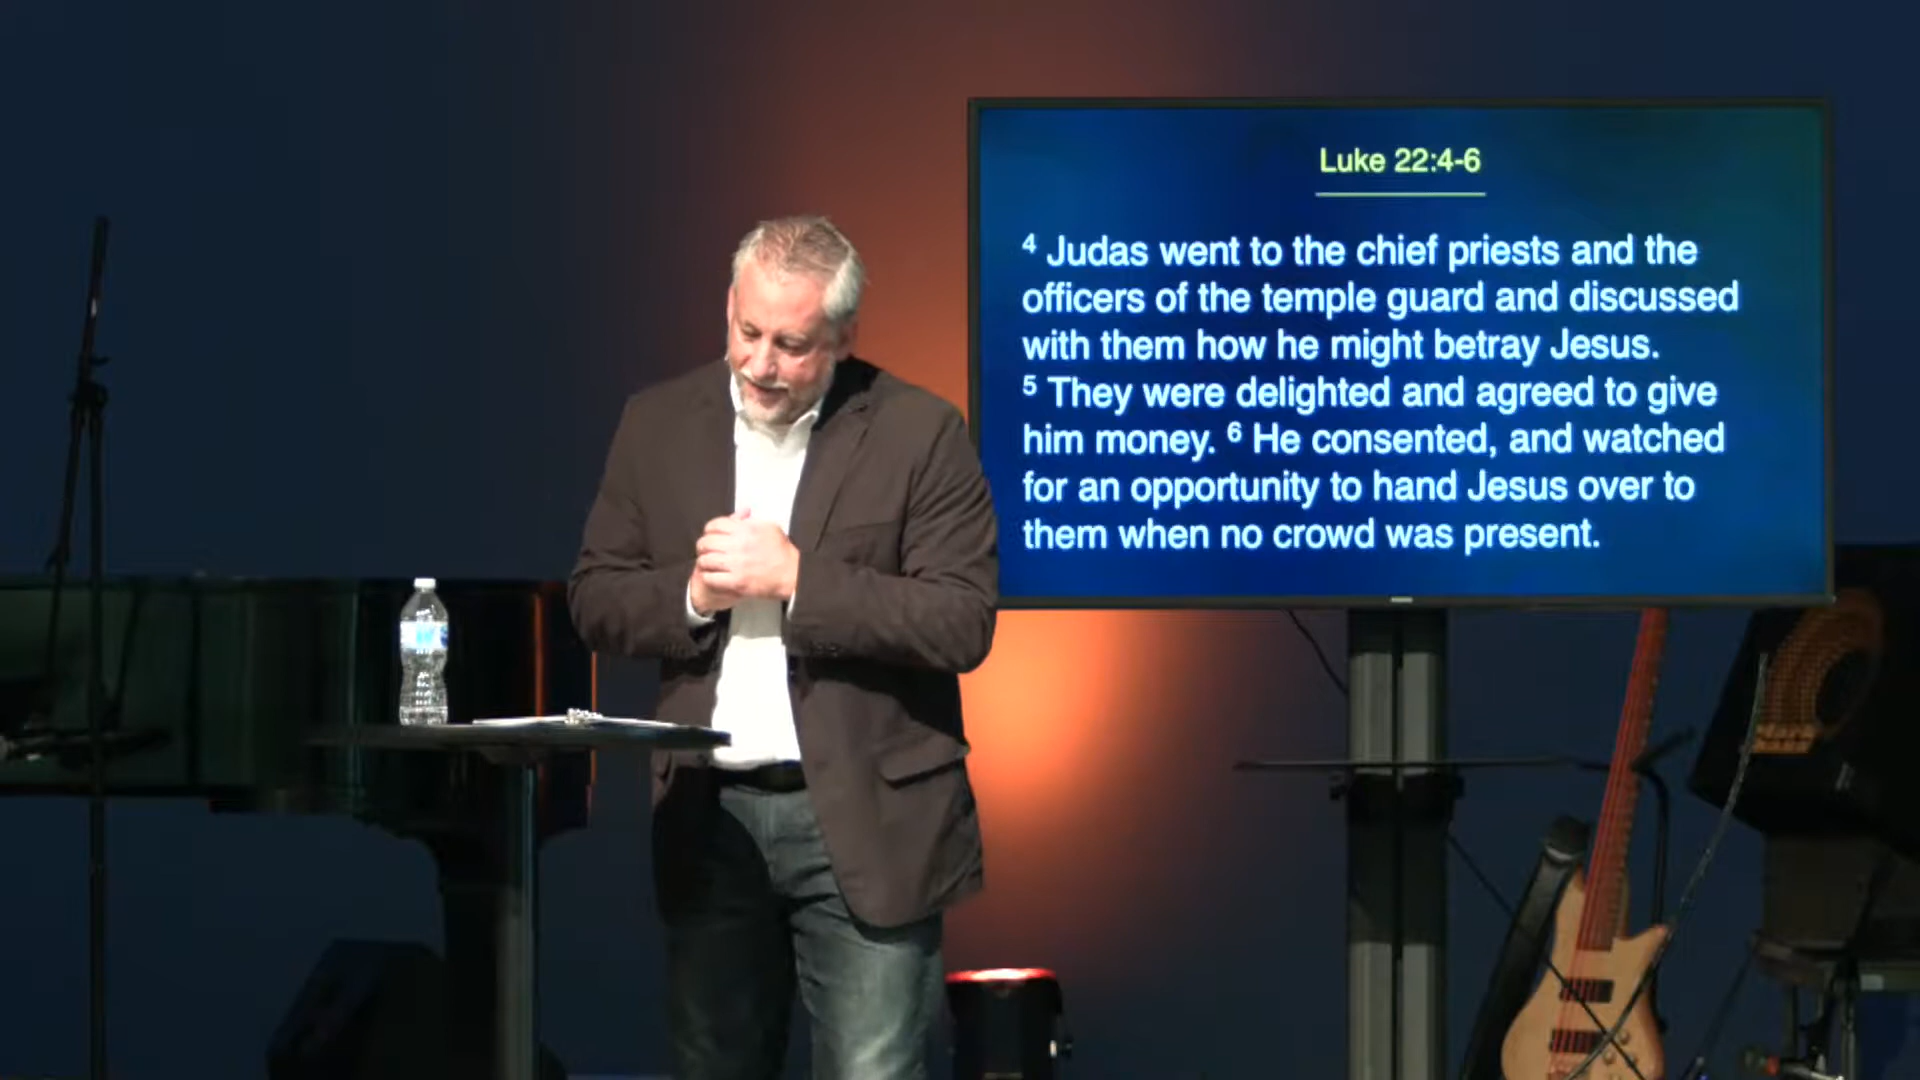 Luke 22:4-6
⁴ Judas went to the chief priests and the
officers of the temple guard and discussed
with them how he might betray Jesus.
⁵ They were delighted and agreed to give
him money. ⁶ He consented, and watched
for an opportunity to hand Jesus over to
them when no crowd was present.